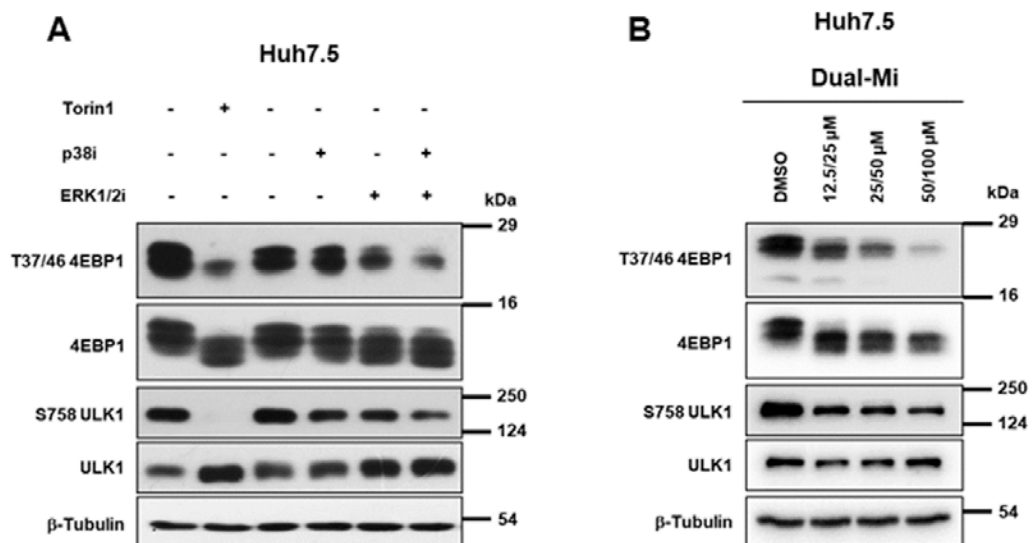 A
Huh7.5
Torin1 - + - - - -
p38i - - - + - +
ERK1/2i - - - - + +
kDa
T37/46 4EBP1
29
16
4EBP1
S758 ULK1
250
124
ULK1
β-Tubulin
54
B
Huh7.5
Dual-Mi
DMSO
12.5/25 µM
25/50 µM
50/100 µM
kDa
T37/46 4EBP1
29
16
4EBP1
S758 ULK1
250
124
ULK1
β-Tubulin
54